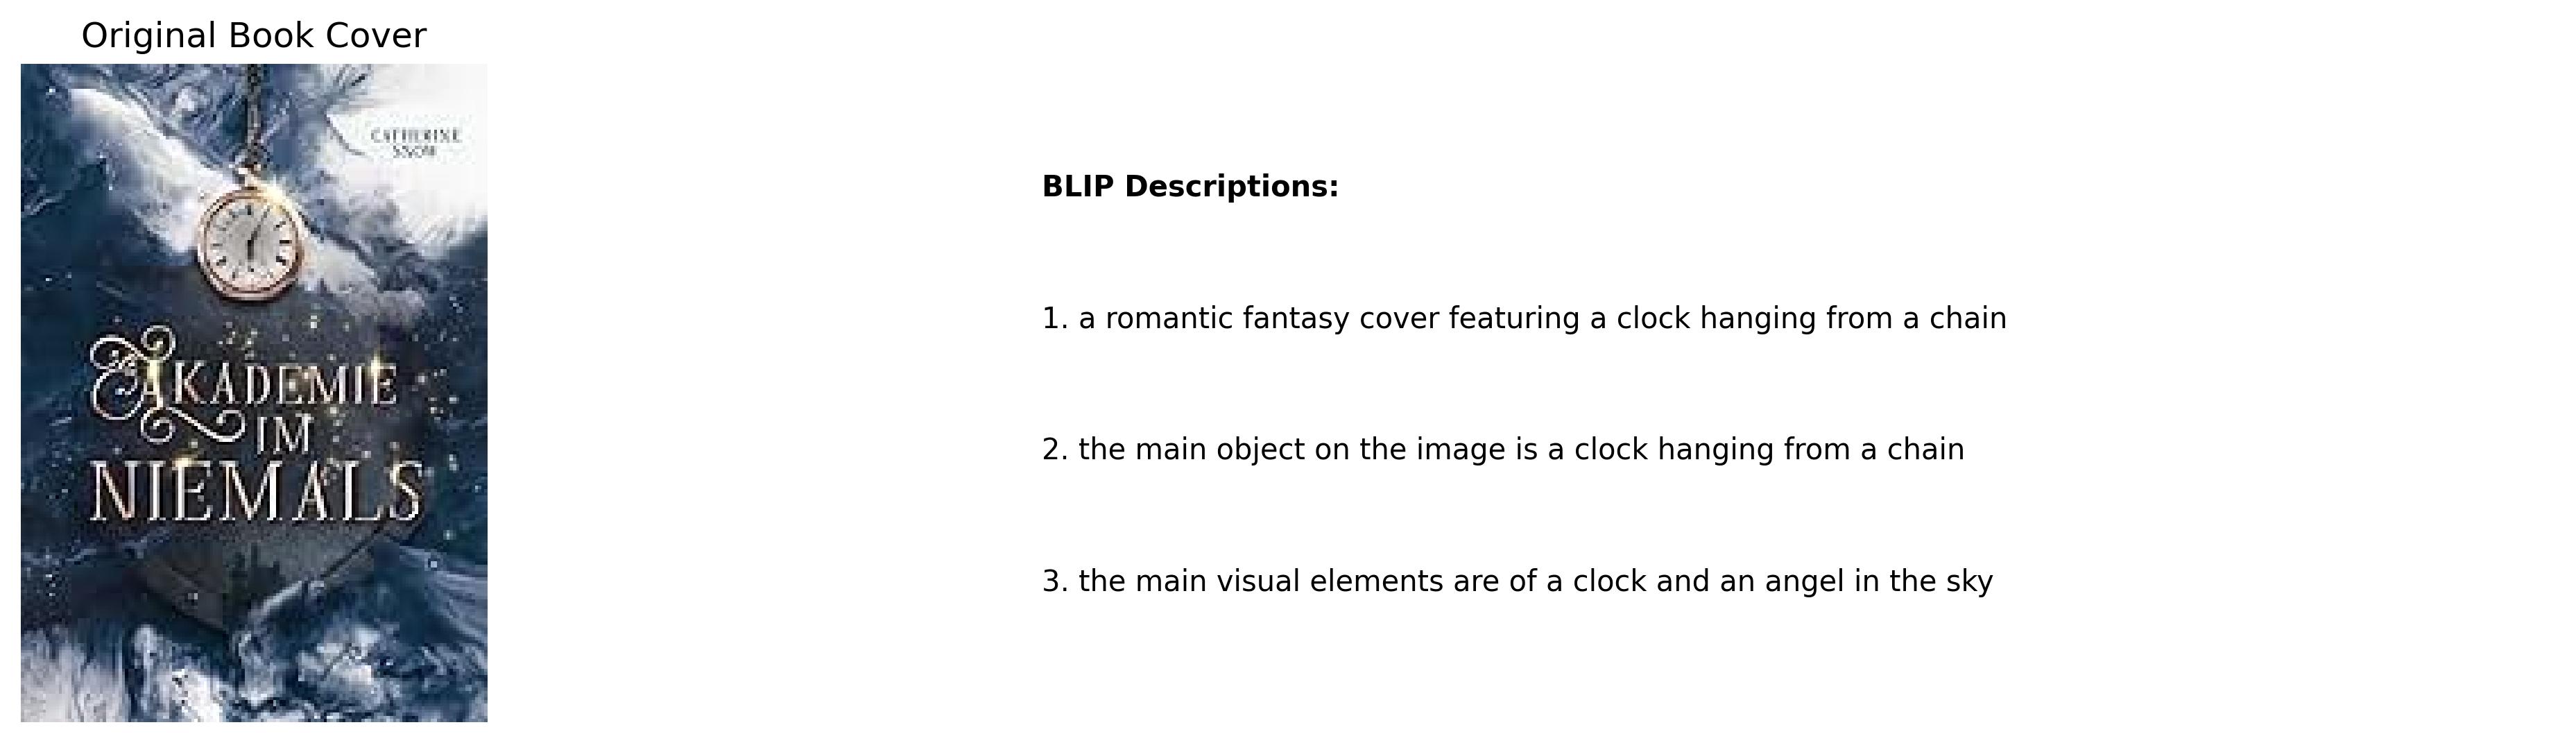 Original Book Cover
CATHERINE
SNOW
AKADEMIE
IM
NIEMALS
BLIP Descriptions:
1. a romantic fantasy cover featuring a clock hanging from a chain
2. the main object on the image is a clock hanging from a chain
3. the main visual elements are of a clock and an angel in the sky